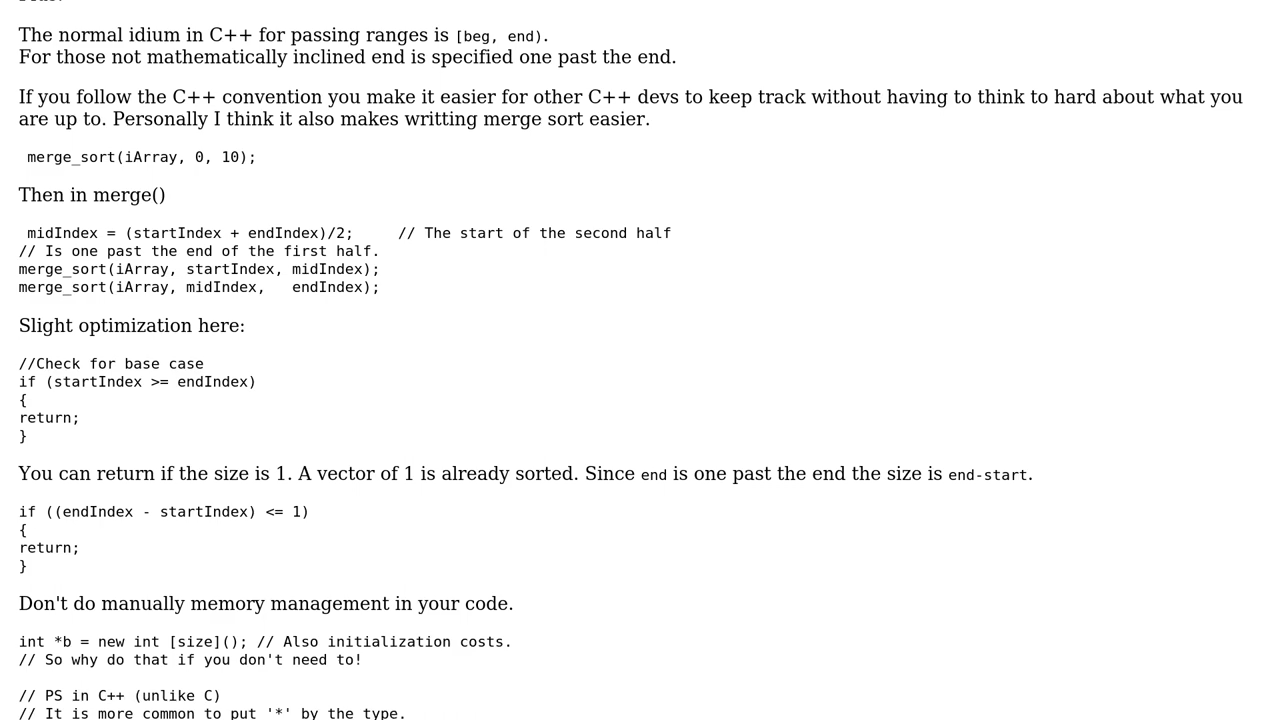 The normal idium in C++ for passing ranges is [beg, end).
For those not mathematically inclined end is specified one past the end.
If you follow the C++ convention you make it easier for other C++ devs to keep track without having to think to hard about what you
are up to. Personally I think it also makes writting merge sort easier.
merge_sort(iArray, 0, 10);
Then in merge()
midIndex = (startIndex + endIndex)/2;     // The start of the second half
// Is one past the end of the first half.
merge_sort(iArray, startIndex, midIndex);
merge_sort(iArray, midIndex,   endIndex);
Slight optimization here:
//Check for base case
if (startIndex >= endIndex)
{
return;
}
You can return if the size is 1. A vector of 1 is already sorted. Since end is one past the end the size is end-start.
if ((endIndex - startIndex) <= 1)
{
return;
}
Don't do manually memory management in your code.
int *b = new int [size](); // Also initialization costs.
// So why do that if you don't need to!
// PS in C++ (unlike C)
// It is more common to put '*' by the type.